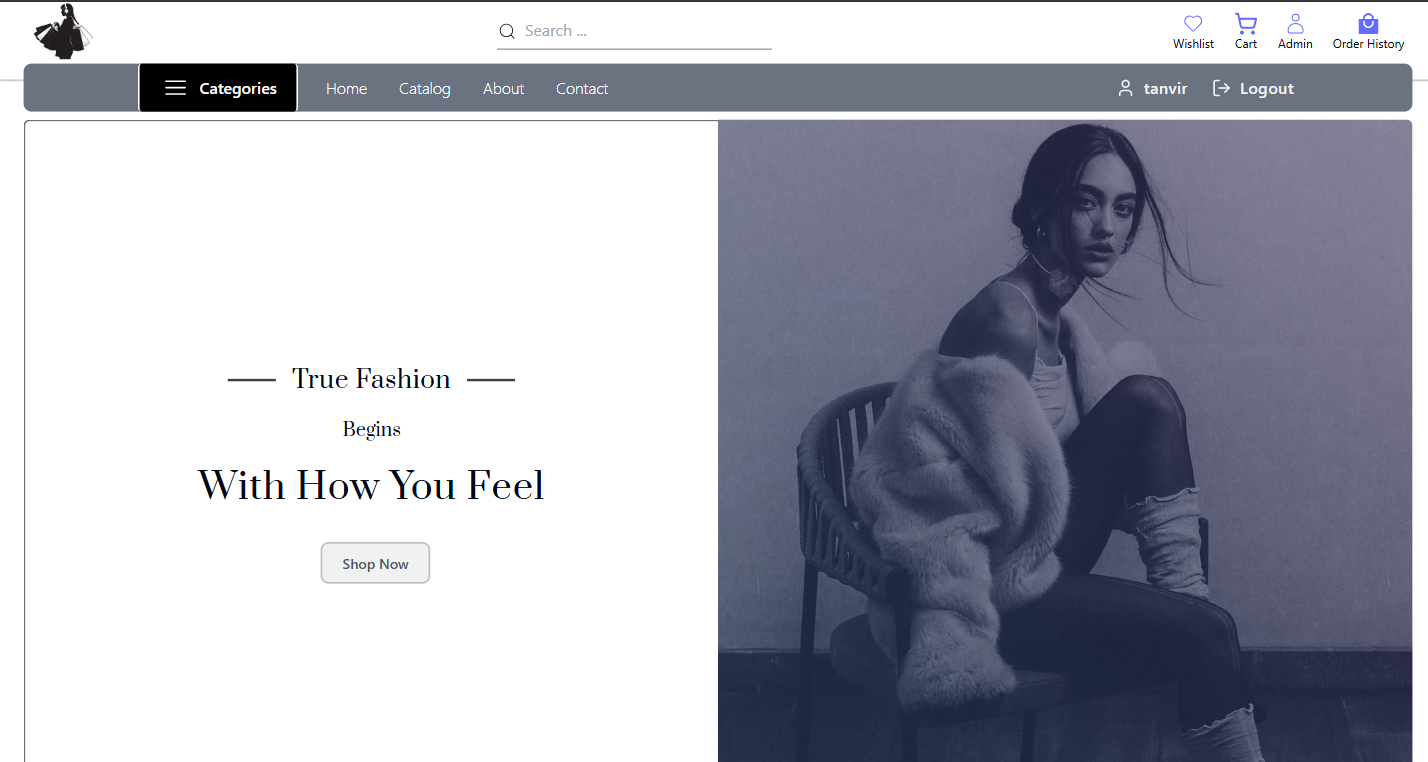 Search ...
Wishlist Cart Admin Order History
Categories Home Catalog About Contact tanvir Logout
True Fashion
Begins
With How You Feel
Shop Now